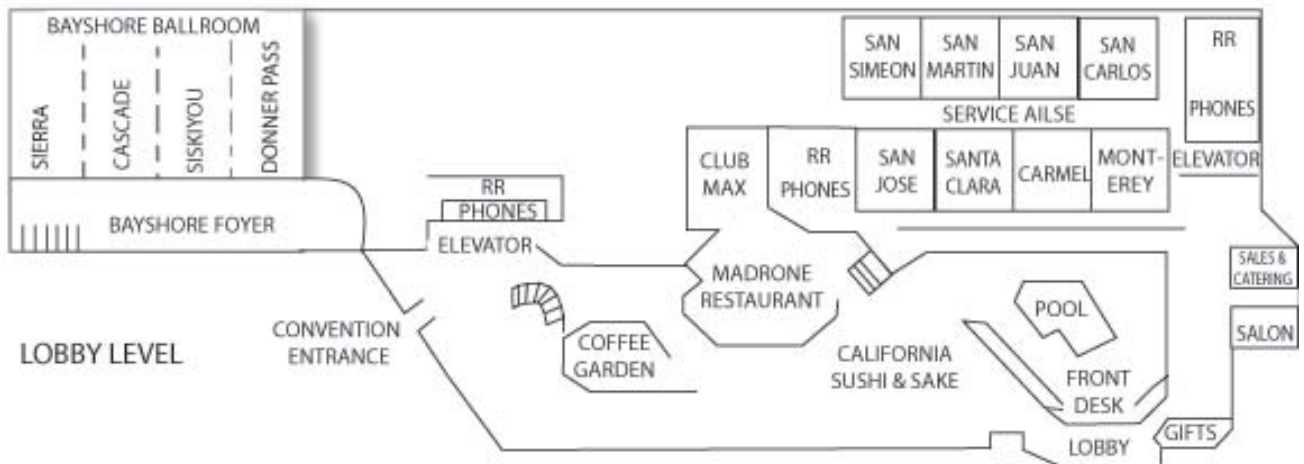 BAYSHORE BALLROOM
SIERRA
CASCADE
SISKIYOU
DONNER PASS
BAYSHORE FOYER
SAN
SIMEON
SAN
MARTIN
SAN
JUAN
SAN
CARLOS
RR
PHONES
SERVICE AILSE
CLUB
MAX
RR
PHONES
SAN
JOSE
SANTA
CLARA
CARMEL
MONT-
EREY
ELEVATOR
RR
PHONES
ELEVATOR
MADRONE
RESTAURANT
SALES &
CATERING
POOL
SALON
CONVENTION
ENTRANCE
COFFEE
GARDEN
CALIFORNIA
SUSHI & SAKE
FRONT
DESK
LOBBY LEVEL
GIFTS
LOBBY